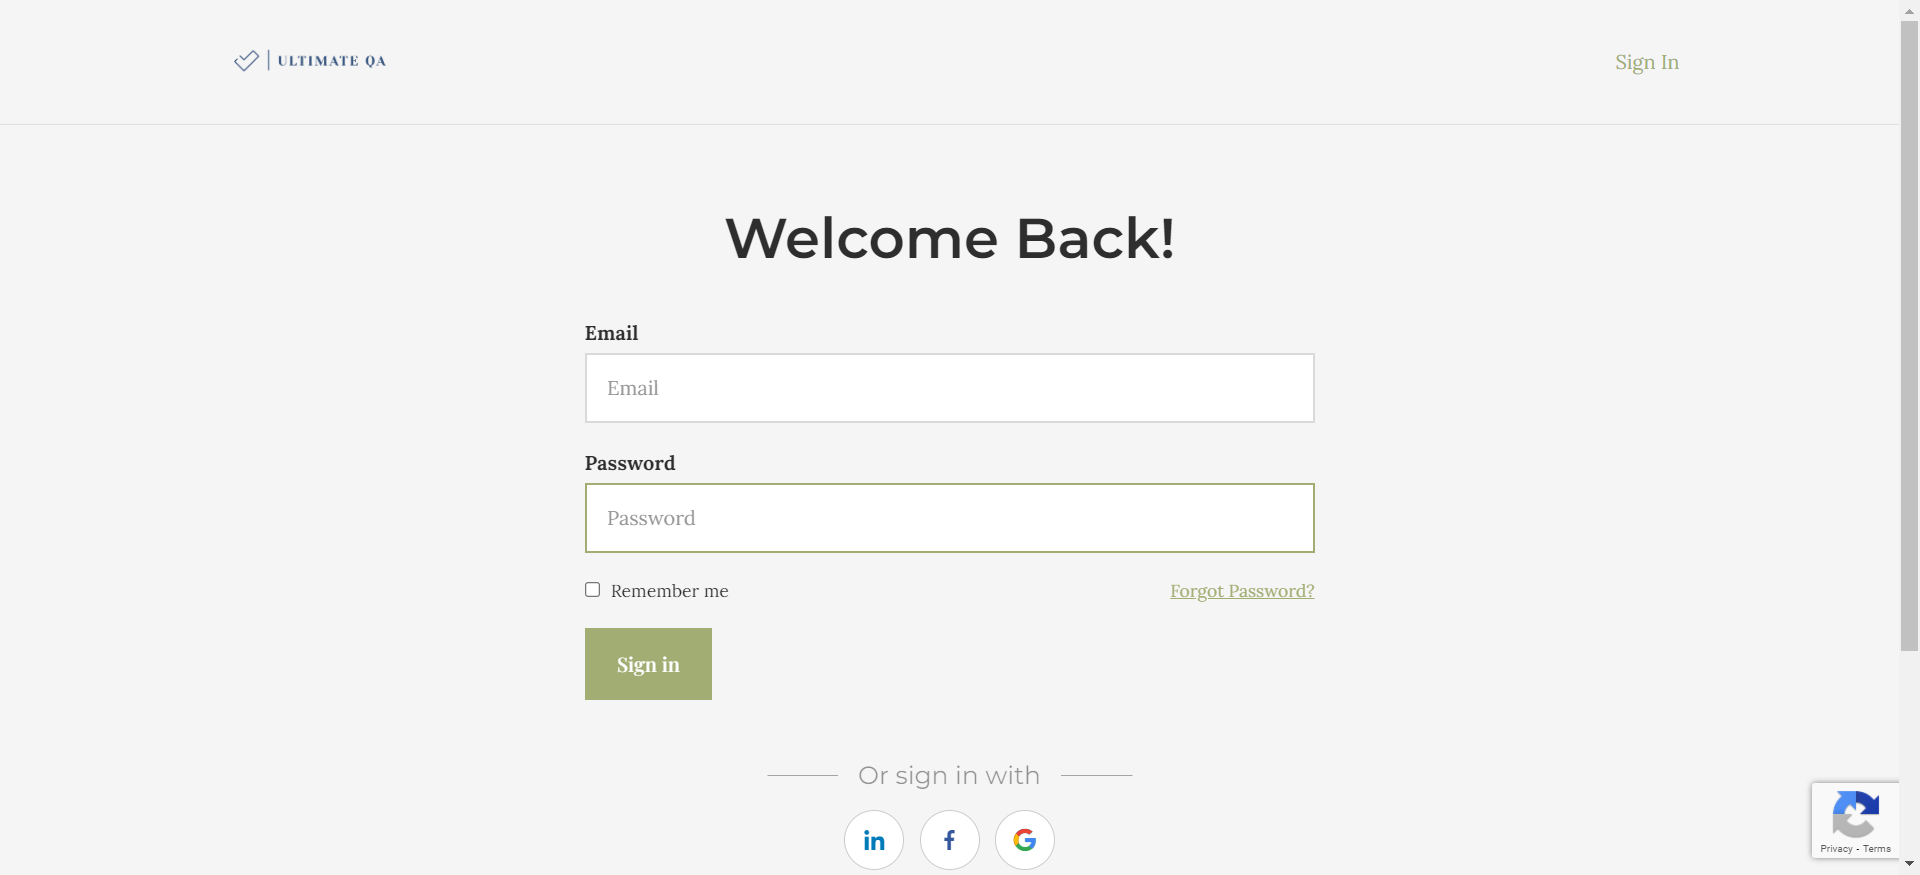 ULTIMATE QA
Sign In
Welcome Back!
Email
Email
Password
Password
Remember me
Forgot Password?
Sign in
Or sign in with
in
f
G
Privacy - Terms